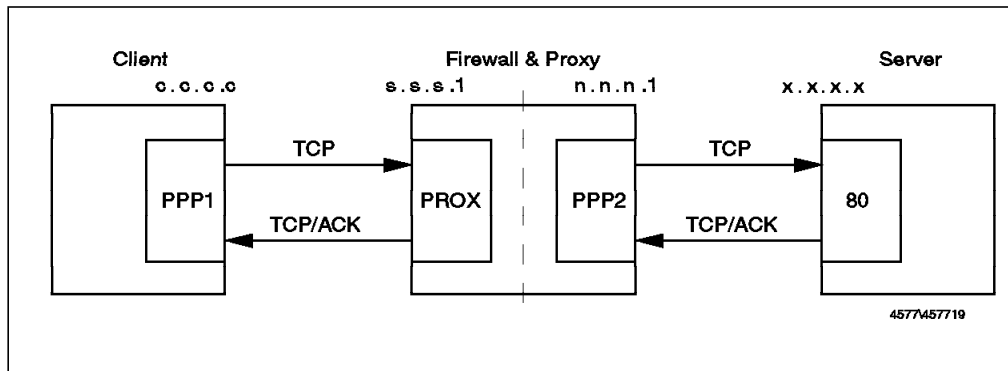 Client Firewall & Proxy Server
c.c.c.c s.s.s.1 n.n.n.1 x.x.x.x
TCP TCP
PPP1 PROX PPP2 80
TCP/ACK TCP/ACK
4577\457719